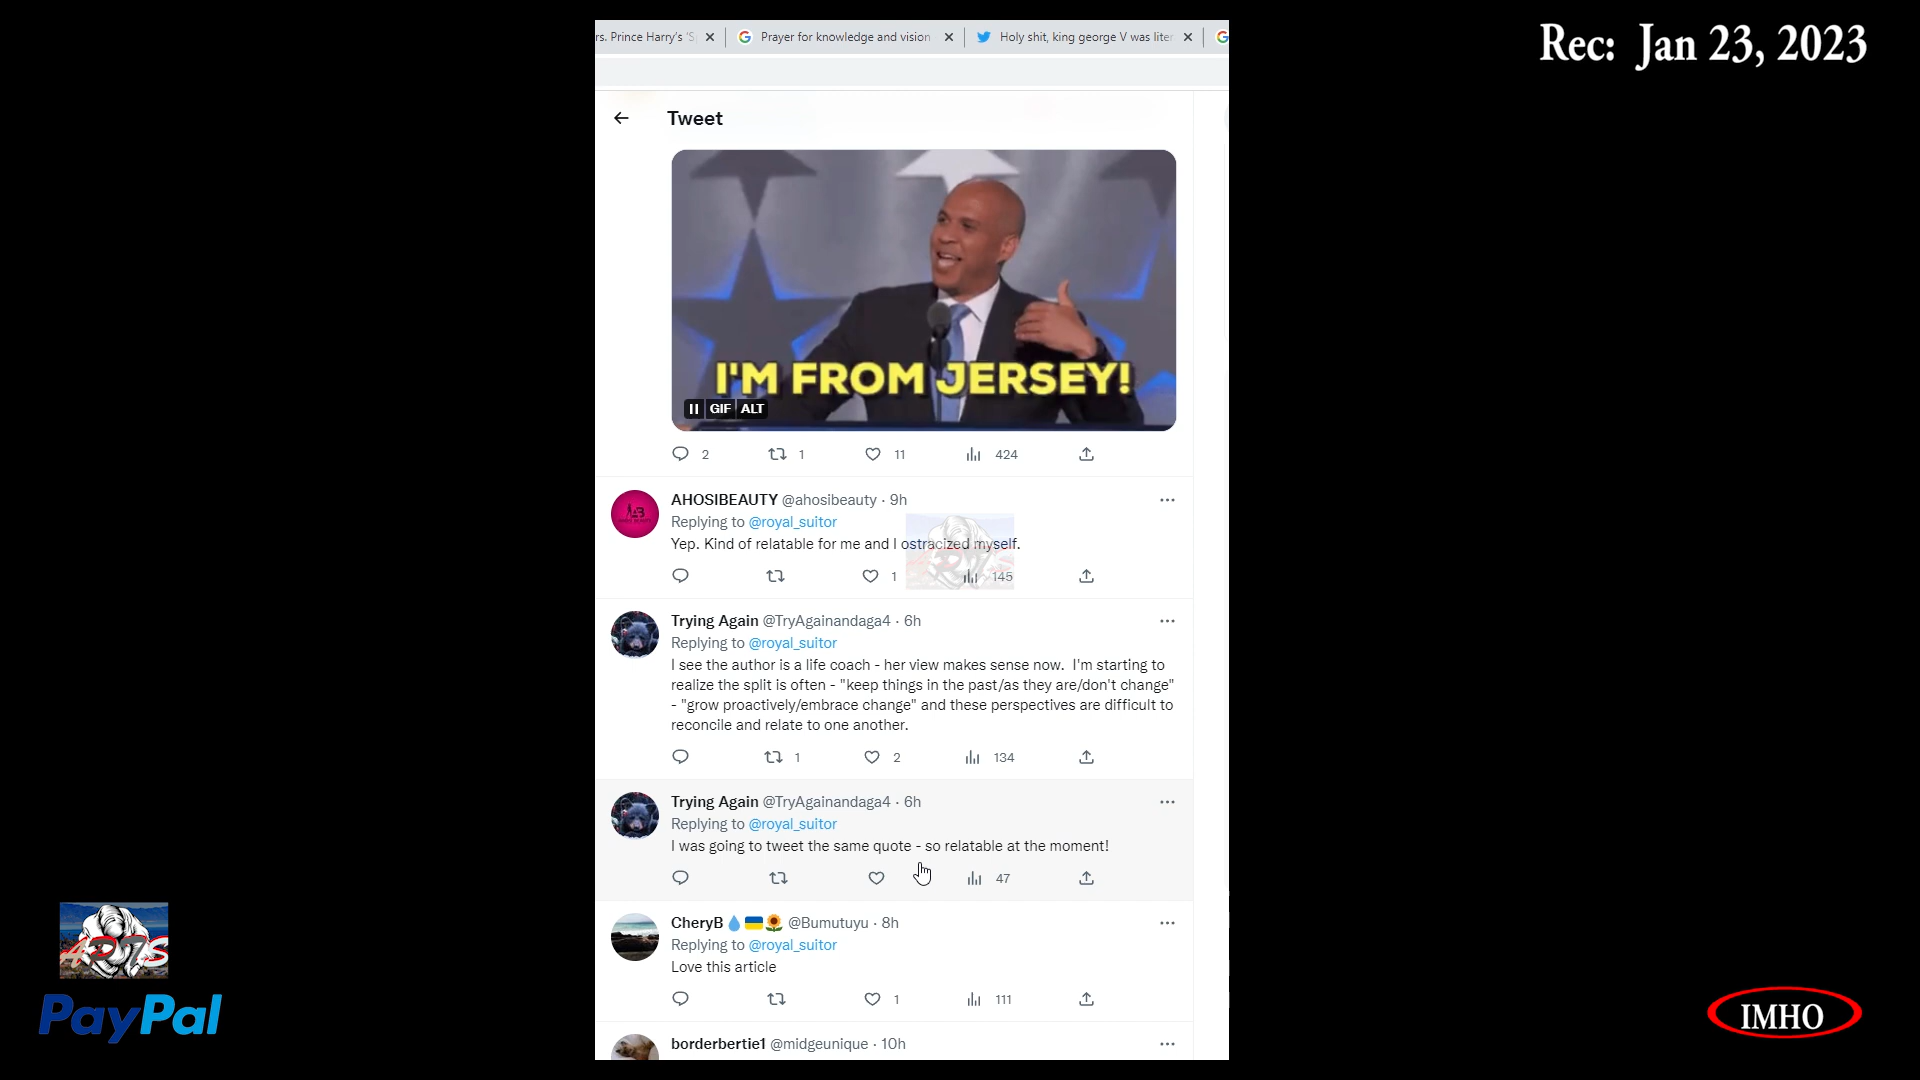 Rec: Jan 23, 2023
rs. Prince Harry's 'S
Prayer for knowledge and vision
Holy shit, king george V was liter
Tweet
I'M FROM JERSEY!
GIF ALT
2 1 11 424
AHOSIBEAUTY @ahosibeauty · 9h
Replying to @royal_suitor
Yep. Kind of relatable for me and I ostracized myself.
1 145
Trying Again @TryAgainandaga4 · 6h
Replying to @royal_suitor
I see the author is a life coach - her view makes sense now. I'm starting to
realize the split is often - "keep things in the past/as they are/don't change"
- "grow proactively/embrace change" and these perspectives are difficult to
reconcile and relate to one another.
1 2 134
Trying Again @TryAgainandaga4 · 6h
Replying to @royal_suitor
I was going to tweet the same quote - so relatable at the moment!
47
CheryB @Bumutuyu · 8h
Replying to @royal_suitor
Love this article
1 111
borderbertie1 @midgeunique · 10h
PayPal
IMHO